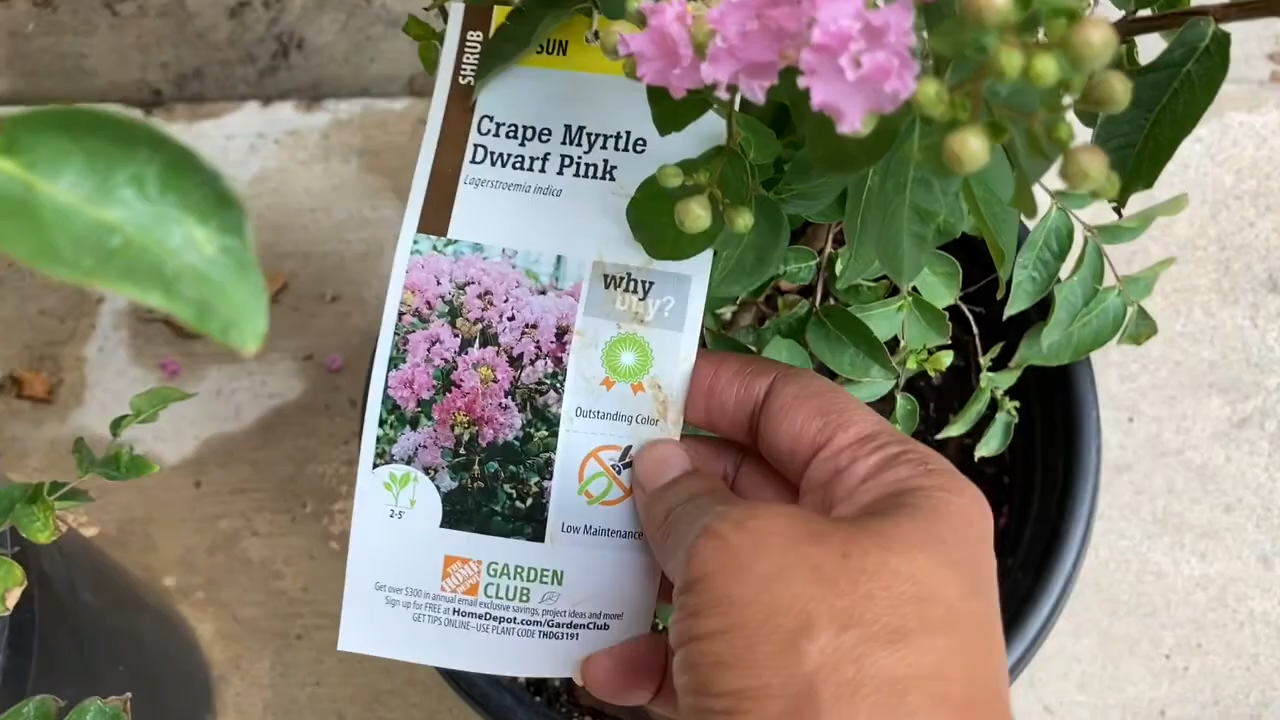 SHRUB
SUN
Crape Myrtle
Dwarf Pink
Lagerstroemia indica
why
buy?
Outstanding Color
2-5'
Low Maintenance
THE HOME DEPOT
GARDEN
CLUB
Get over $300 in annual email exclusive savings, project ideas and more!
Sign up for FREE at HomeDepot.com/GardenClub
GET TIPS ONLINE–USE PLANT CODE THDG3191